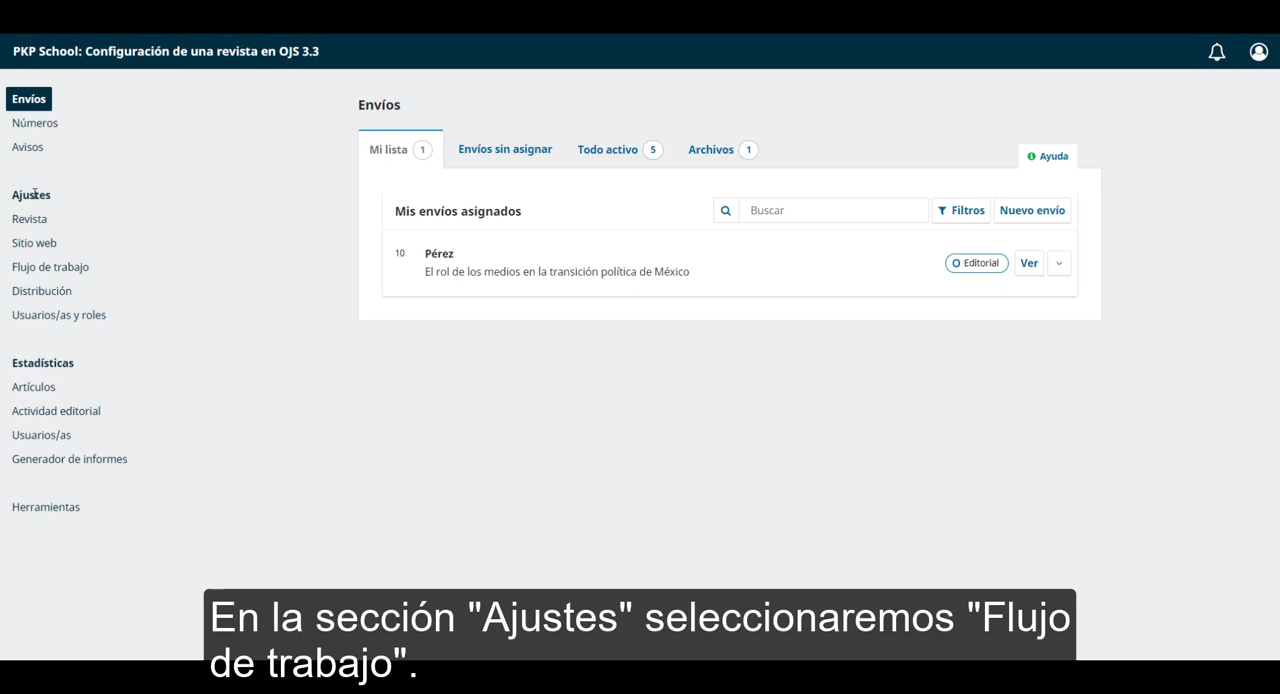 PKP School: Configuración de una revista en OJS 3.3
Envíos
Números
Avisos
Ajustes
Revista
Sitio web
Flujo de trabajo
Distribución
Usuarios/as y roles
Estadísticas
Artículos
Actividad editorial
Usuarios/as
Generador de informes
Herramientas
Envíos
Mi lista 1 Envíos sin asignar Todo activo 5 Archivos 1
Ayuda
Mis envíos asignados Buscar Filtros Nuevo envío
10 Pérez
El rol de los medios en la transición política de México
Editorial Ver
En la sección "Ajustes" seleccionaremos "Flujo
de trabajo".